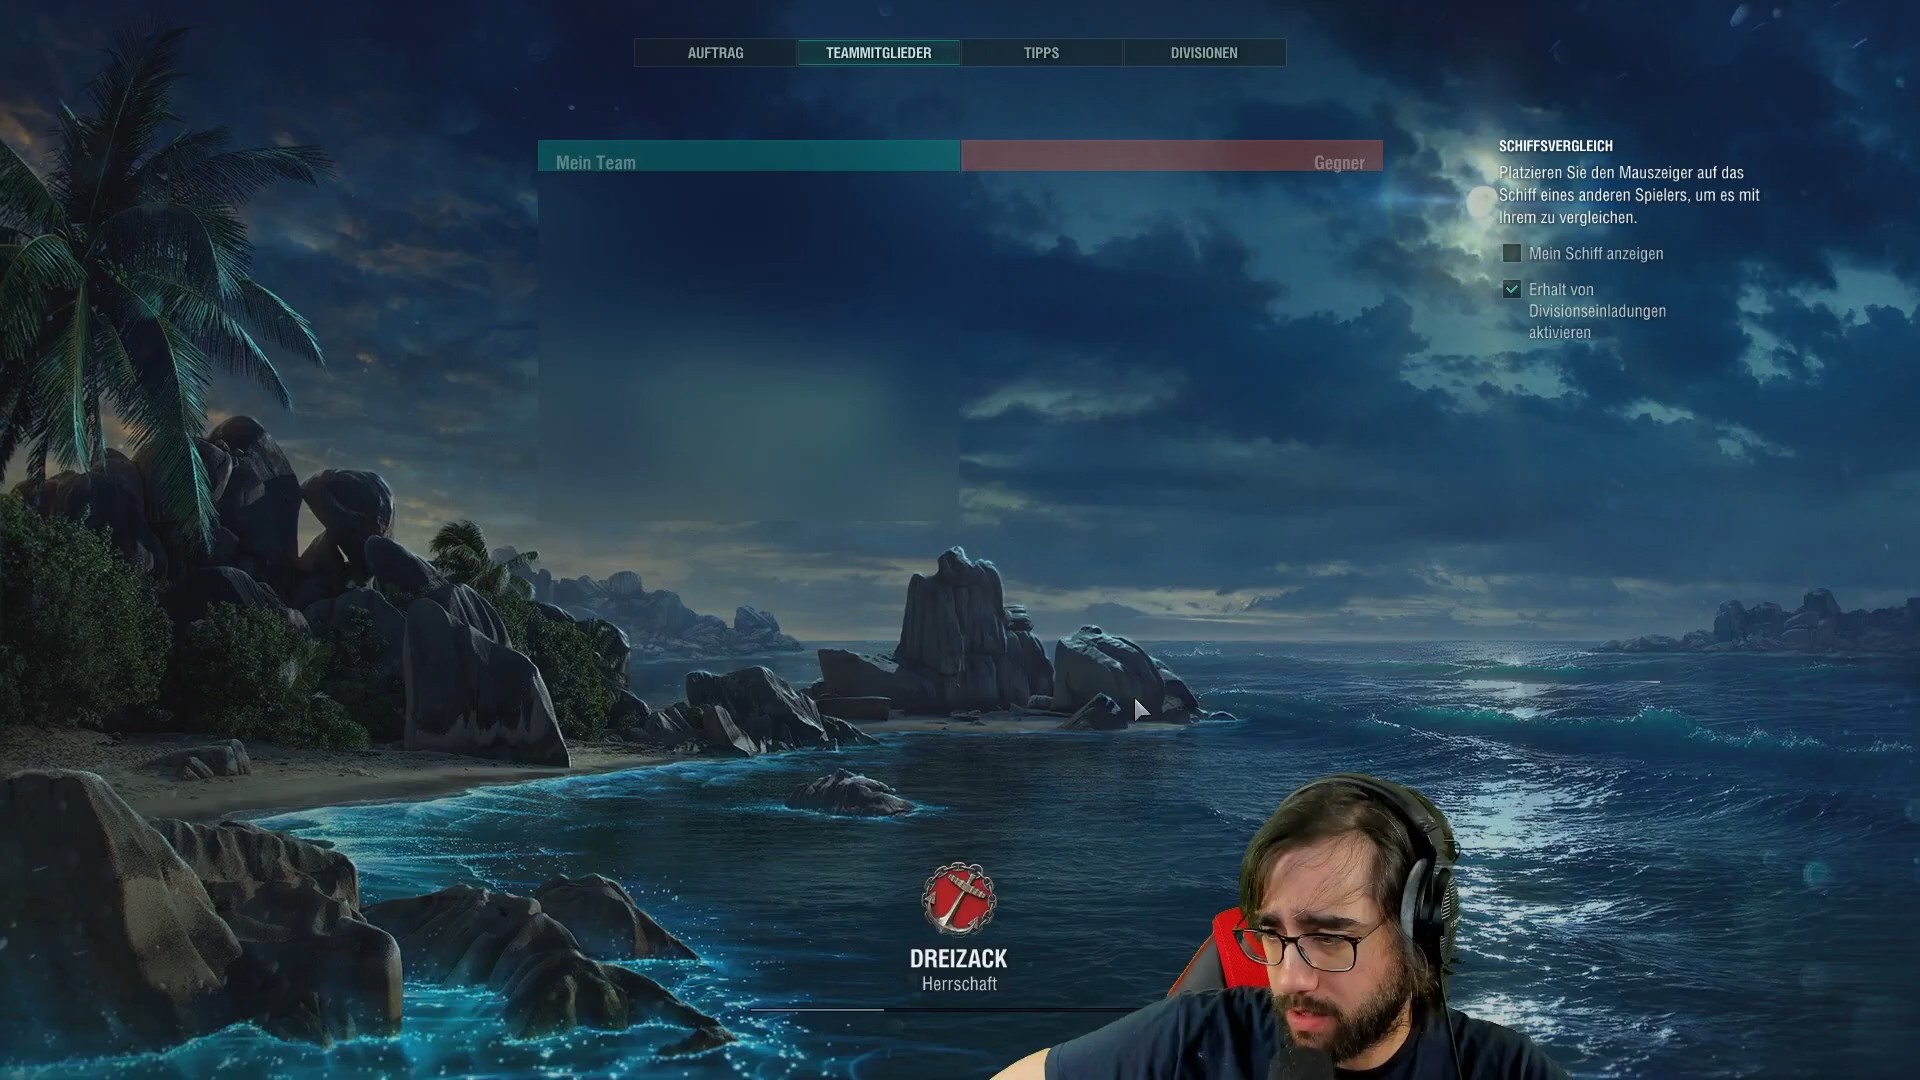 AUFTRAG
TEAMMITGLIEDER
TIPPS
DIVISIONEN
Mein Team
Gegner
SCHIFFSVERGLEICH
Platzieren Sie den Mauszeiger auf das
Schiff eines anderen Spielers, um es mit
Ihrem zu vergleichen.
Mein Schiff anzeigen
Erhalt von
Divisionseinladungen
aktivieren
DREIZACK
Herrschaft